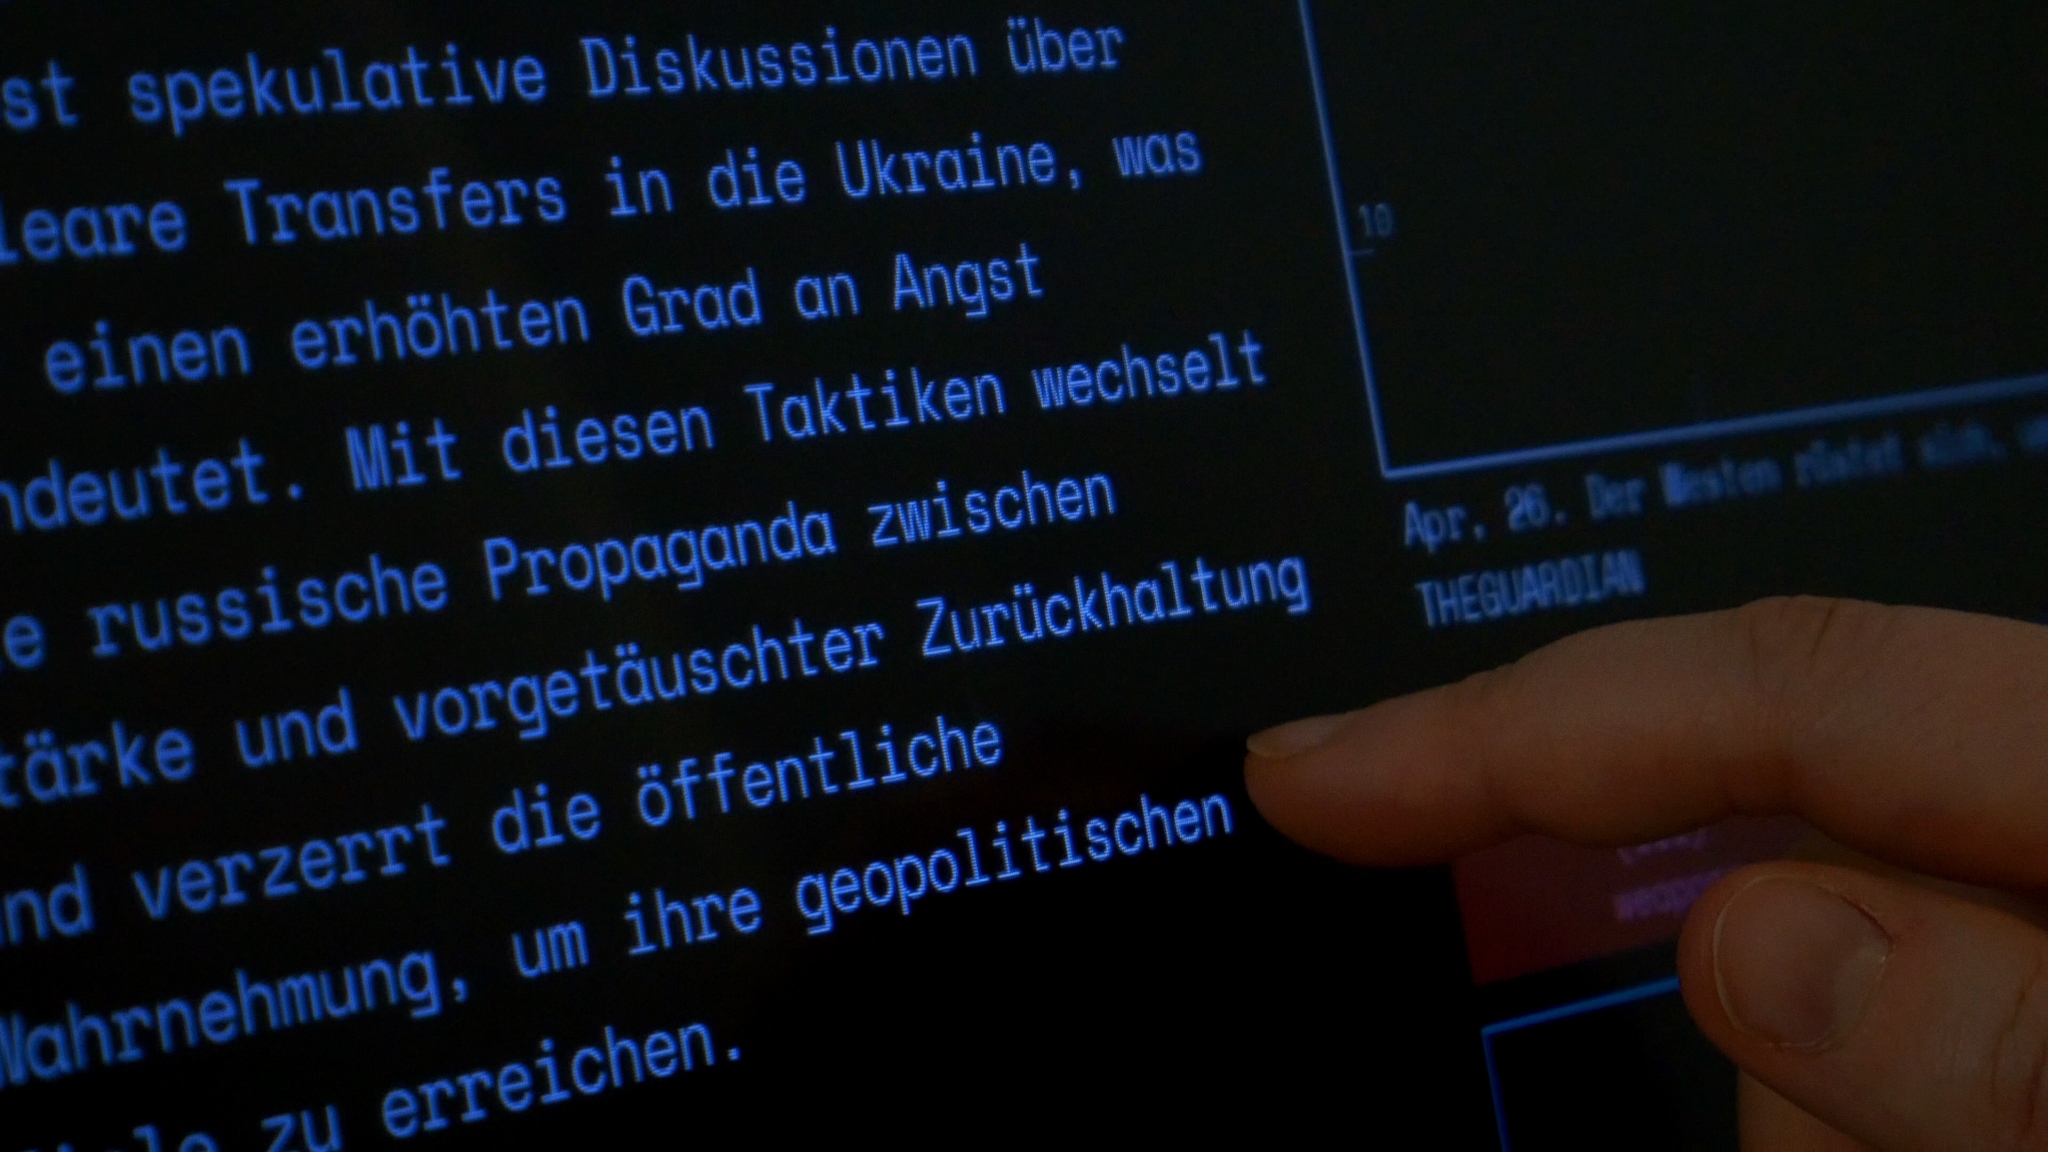 st spekulative Diskussionen über
leare Transfers in die Ukraine, was
einen erhöhten Grad an Angst
ndeutet. Mit diesen Taktiken wechselt
e russische Propaganda zwischen
tärke und vorgetäuschter Zurückhaltung
nd verzerrt die öffentliche
Wahrnehmung, um ihre geopolitischen
zu erreichen.
10
Apr. 26. Der Westen rüstet sich,
THEGUARDIAN